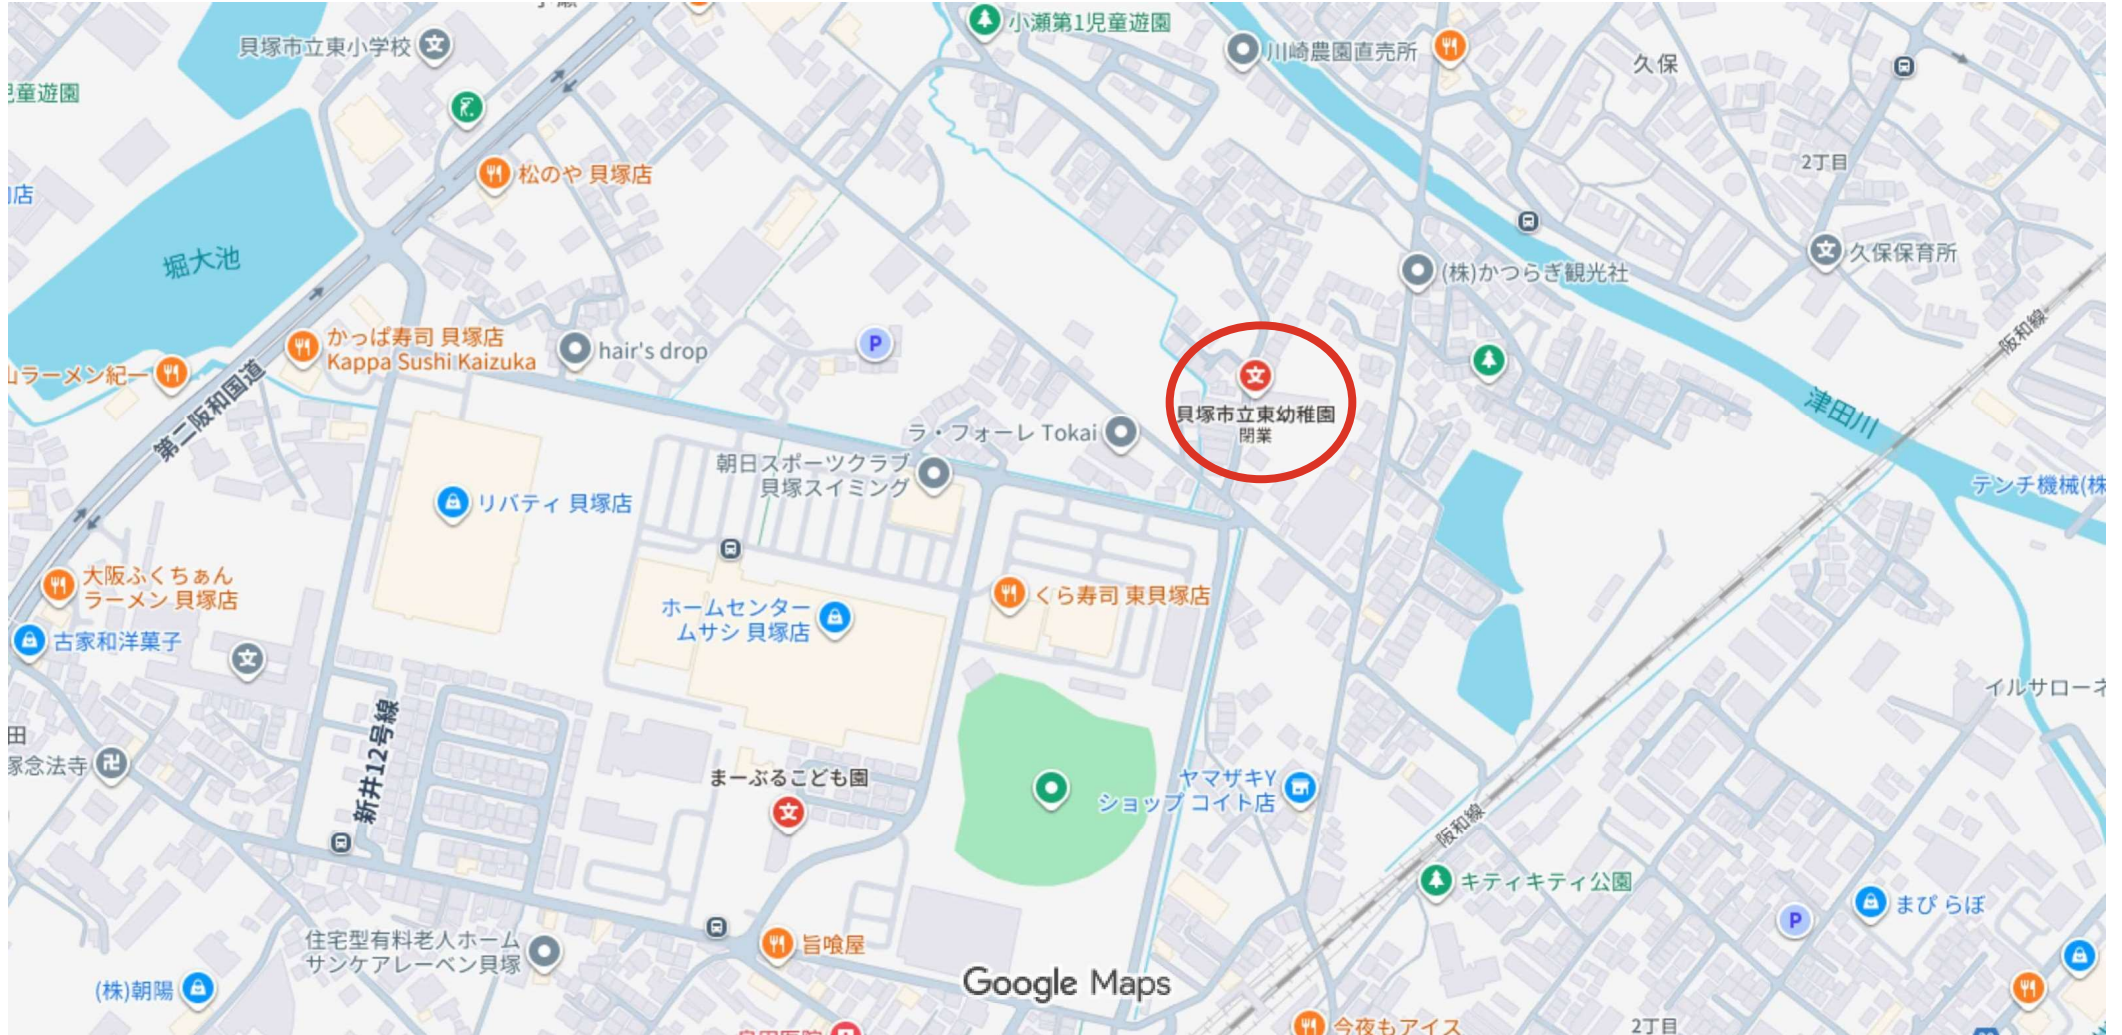 貝塚市立東小学校
小瀬第1児童遊園
川崎農園直売所
久保
児童遊園
松のや 貝塚店
2丁目
堀大池
久保保育所
(株)かつらぎ観光社
かっぱ寿司 貝塚店
Kappa Sushi Kaizuka
hair's drop
P
阪和線
山ラーメン紀一
第二阪和国道
貝塚市立東幼稚園
閉業
津田川
ラ・フォーレ Tokai
朝日スポーツクラブ
貝塚スイミング
リバティ 貝塚店
テンチ機械(株
大阪ふくちぁん
ラーメン 貝塚店
ホームセンター
ムサシ 貝塚店
くら寿司 東貝塚店
古家和洋菓子
イルサローネ
田
塚念法寺
新井12号線
まーぶるこども園
ヤマザキY
ショップ コイト店
阪和線
キティキティ公園
まぴ らぼ
P
住宅型有料老人ホーム
サンケアレーベン貝塚
旨喰屋
(株)朝陽
Google Maps
今夜もアイス
2丁目